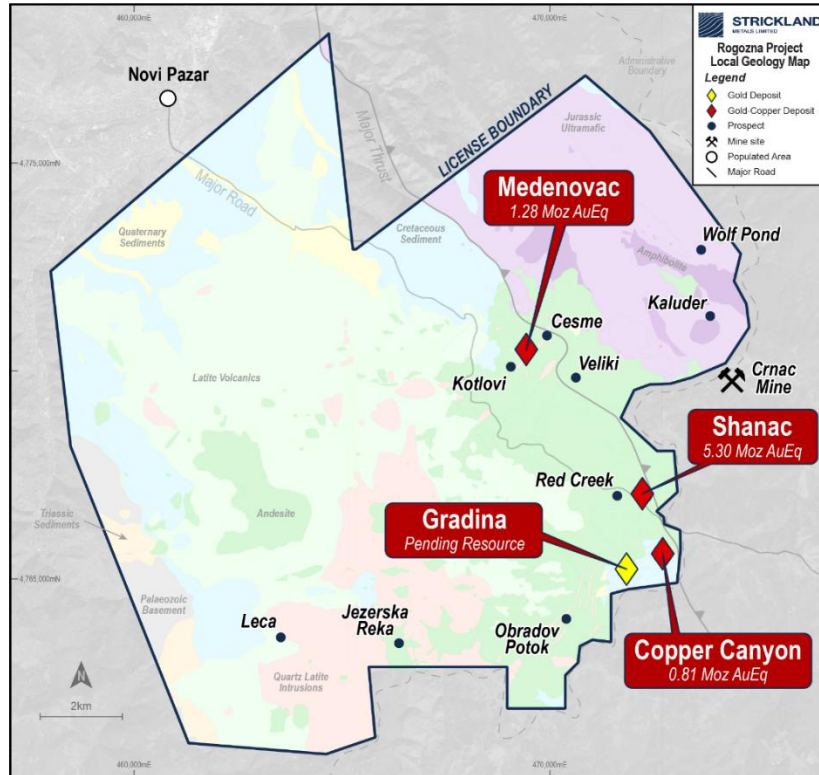 460,000mE
470,000mE
STRICKLAND
METALS LIMITED
Rogozna Project
Local Geology Map
Legend
Gold Deposit
Gold-Copper Deposit
Prospect
Mine site
Populated Area
Major Road
Administrative
Boundary
Novi Pazar
Major Thrust
LICENSE BOUNDARY
Jurassic
Ultramafic
4,775,000mN
Major Road
Medenovac
1.28 Moz AuEq
Quaternary
Sediments
Cretaceous
Sediment
Wolf Pond
Amphibolite
Kaluder
Cesme
Latite Volcanics
Kotlovi
Veliki
Crnac
Mine
Shanac
5.30 Moz AuEq
Andesite
Red Creek
Gradina
Pending Resource
Triassic
Sediments
4,765,000mN
Palaeozoic
Basement
Leca
Jezerska
Reka
Obradov
Potok
Copper Canyon
0.81 Moz AuEq
N
2km
Quartz Latite
Intrusions
460,000mE
470,000mE